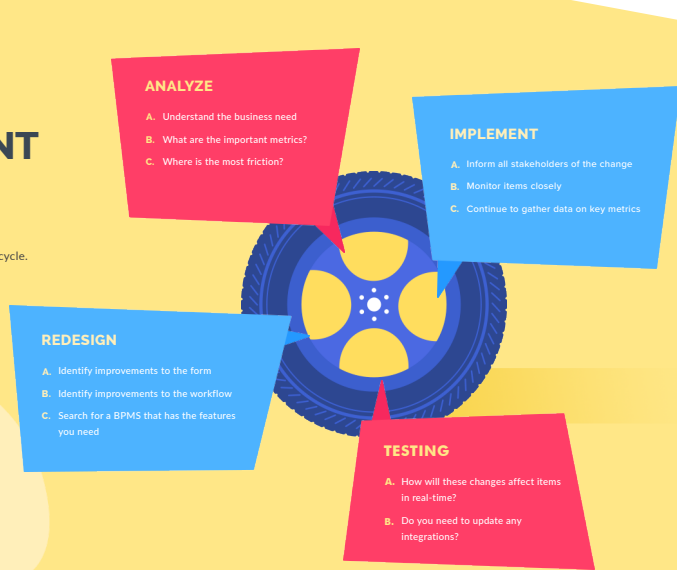 NT
cycle.
ANALYZE
A. Understand the business need
B. What are the important metrics?
C. Where is the most friction?
IMPLEMENT
A. Inform all stakeholders of the change
B. Monitor items closely
C. Continue to gather data on key metrics
REDESIGN
A. Identify improvements to the form
B. Identify improvements to the workflow
C. Search for a BPMS that has the features
you need
TESTING
A. How will these changes affect items
in real-time?
B. Do you need to update any
integrations?